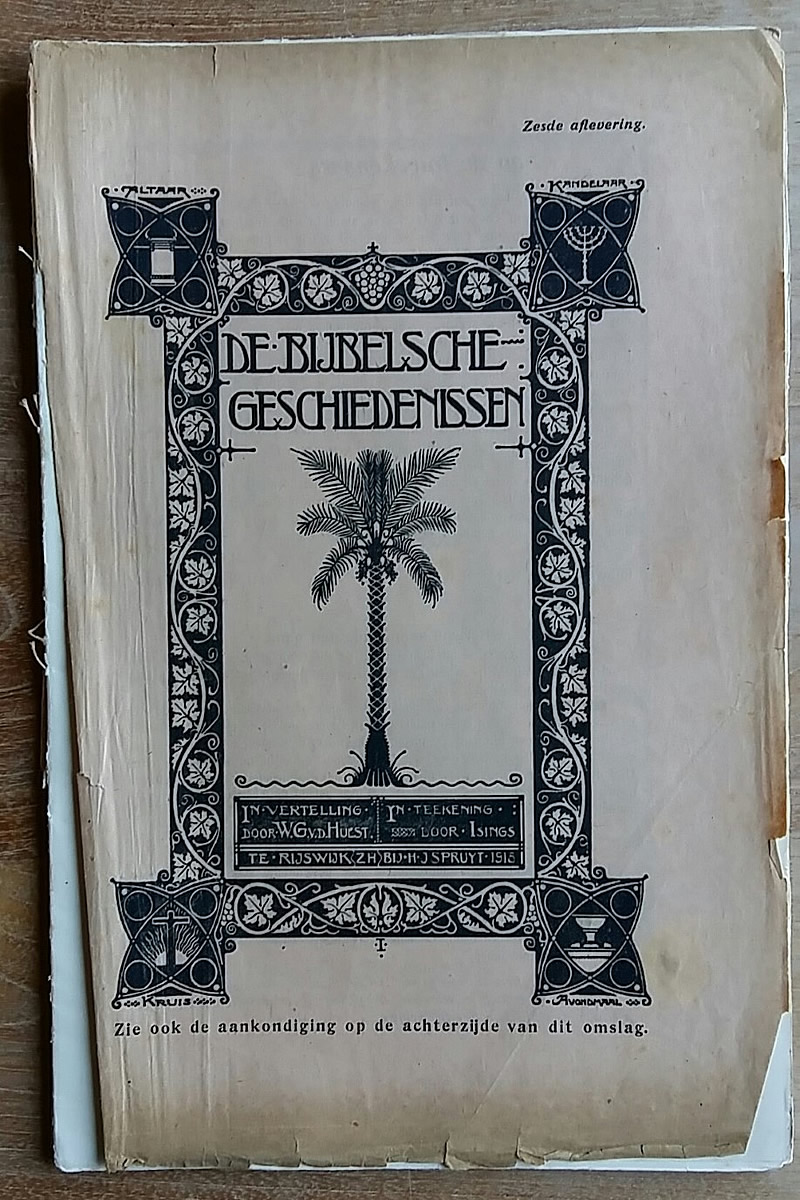 Zesde aflevering.
ALTAAR
KANDELAAR
DE·BIJBELSCHE
GESCHIEDENISSEN
IN·VERTELLING·
DOOR·W.G.V.D.HULST.
IN·TEEKENING·
DOOR·ISINGS
TE·RIJSWIJK(ZH)BIJ·H·J SPRUYT·1918
KRUIS
AVONDMAAL
Zie ook de aankondiging op de achterzijde van dit omslag.